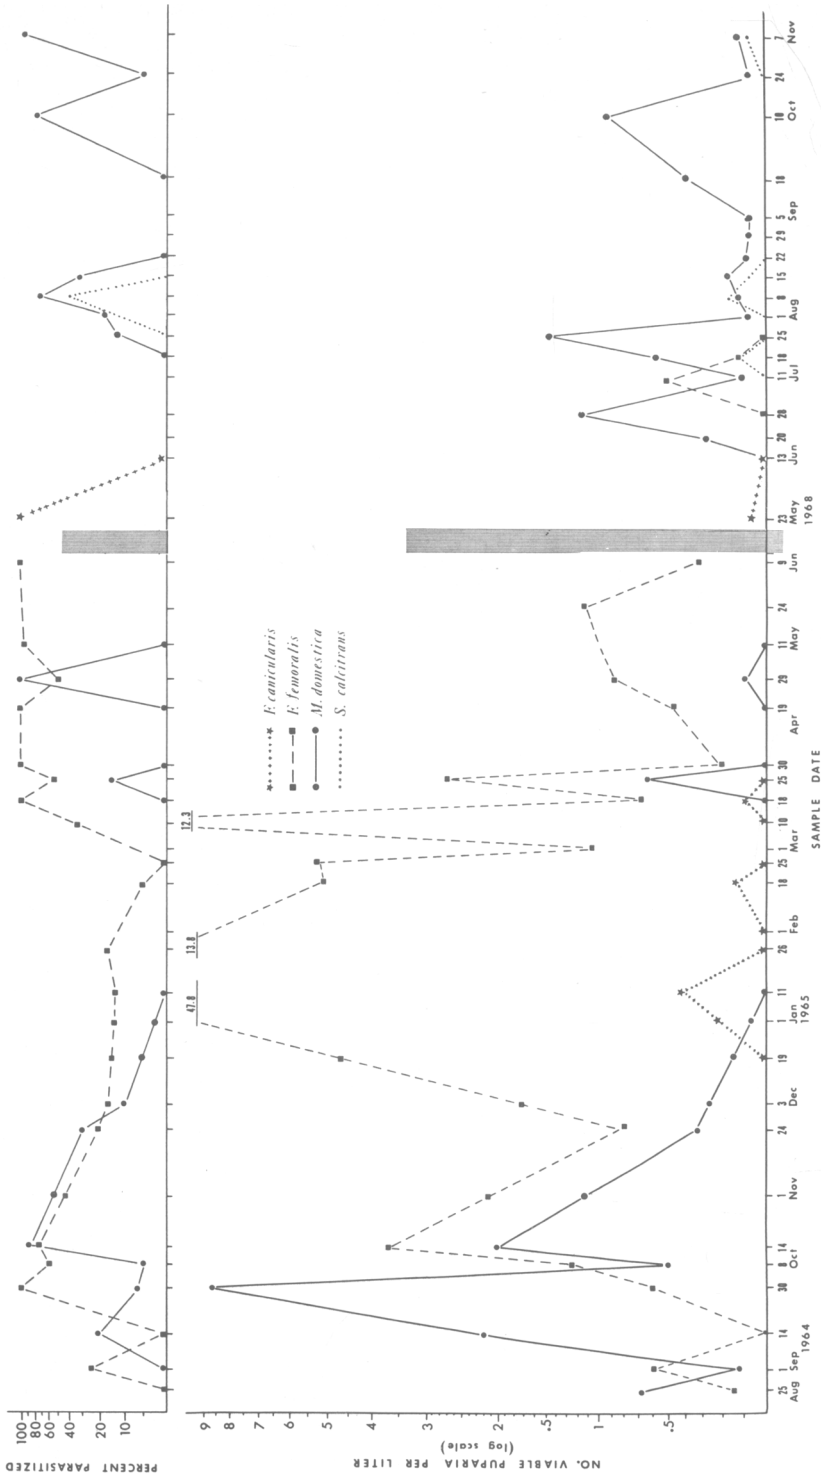 PERCENT PARASITIZED
100
80
60
40
20
10
NO. VIABLE PUPARIA PER LITER
(log scale)
9
8
7
6
5
4
3
2
.5
1
.5
47.8
13.8
12.3
F. canicularis
F. femoralis
M. domestica
S. calcitrans
25 1 14 30 8 14 1 24 3 19 1 11 26 1 18 25 1 10 18 25 30 19 29 11 24 9 23 13 20 28 11 18 25 1 8 15 22 29 5 18 10 24 7
Aug Sep Oct Nov Dec Jan Feb Mar Apr May Jun May Jun Jul Aug Sep Oct Nov
1964 1965 1968
SAMPLE DATE